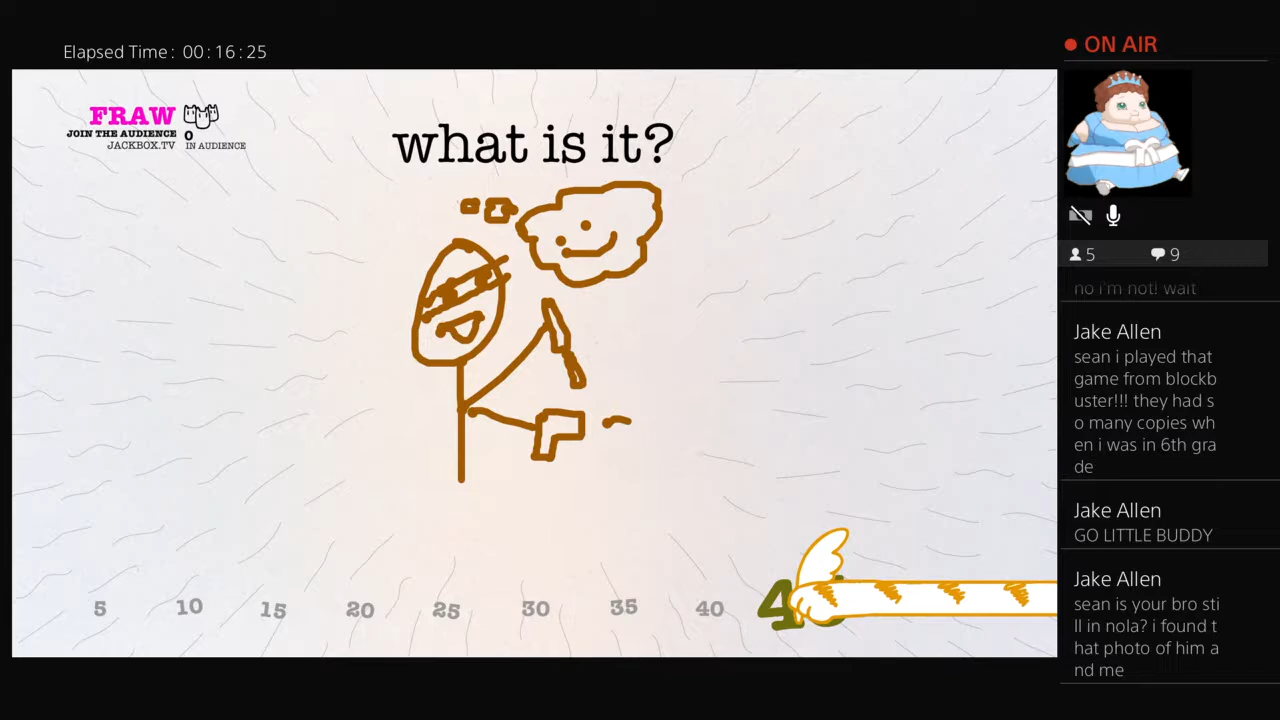 Elapsed Time: 00:16:25
ON AIR
FRAW
JOIN THE AUDIENCE
JACKBOX.TV
0
IN AUDIENCE
what is it?
5
9
no i'm not! wait
Jake Allen
sean i played that
game from blockb
uster!!! they had s
o many copies wh
en i was in 6th gra
de
Jake Allen
GO LITTLE BUDDY
Jake Allen
sean is your bro sti
ll in nola? i found t
hat photo of him a
nd me
5 10 15 20 25 30 35 40